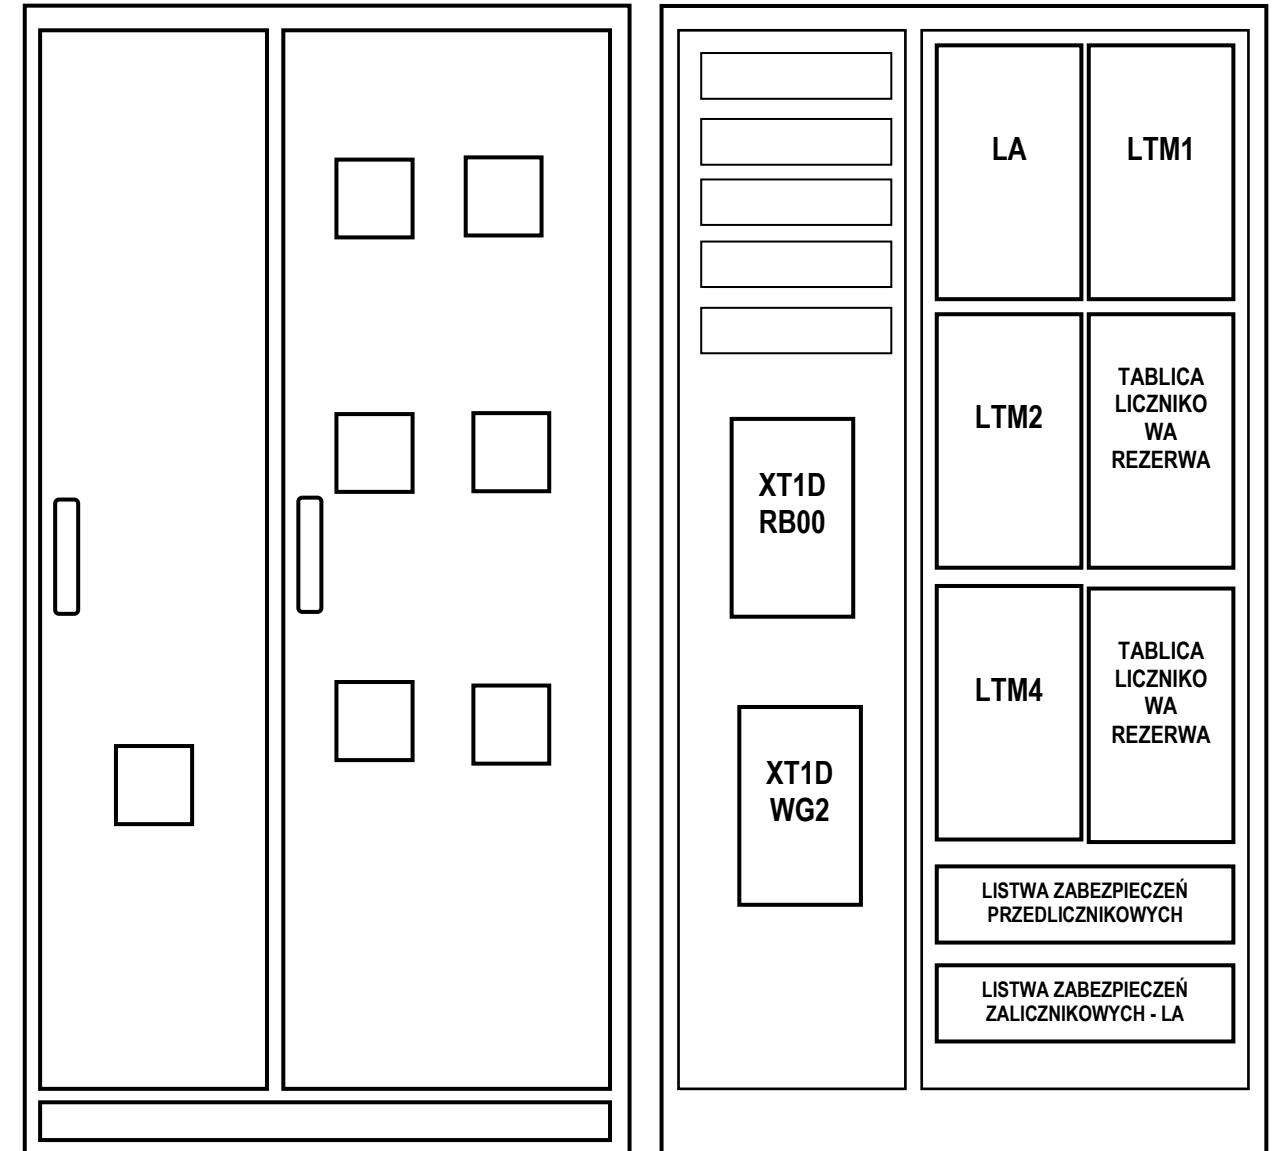 LA
LTM1
LTM2
TABLICA
LICZNIKO
WA
REZERWA
XT1D
RB00
LTM4
TABLICA
LICZNIKO
WA
REZERWA
XT1D
WG2
LISTWA ZABEZPIECZEŃ
PRZEDLICZNIKOWYCH
LISTWA ZABEZPIECZEŃ
ZALICZNIKOWYCH - LA